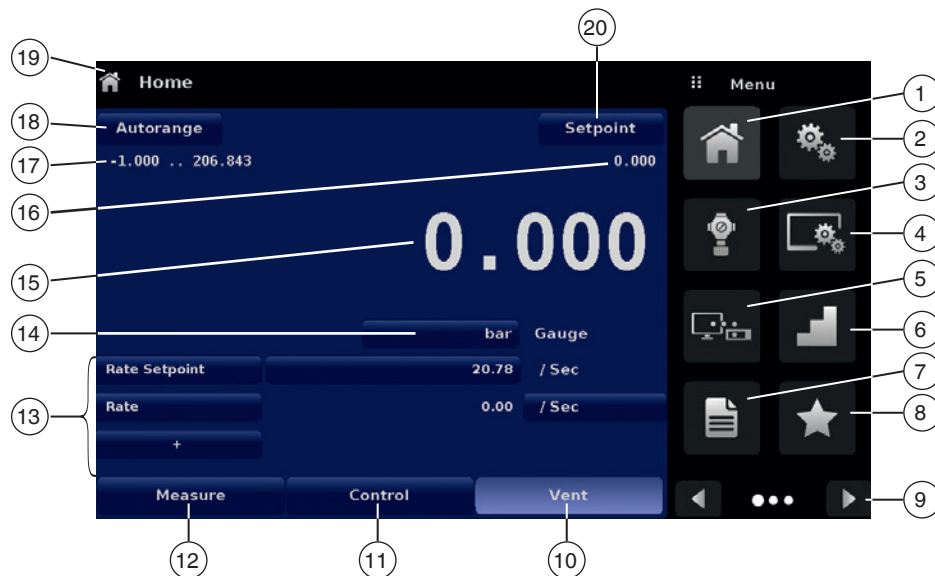 20
19
Home
Menu
1
18
Autorange
Setpoint
2
17
-1.000 .. 206.843
0.000
3
16
0.000
4
15
5
14
bar
Gauge
6
Rate Setpoint
20.78
/ Sec
7
13
Rate
0.00
/ Sec
8
+
Measure
Control
Vent
9
12
11
10